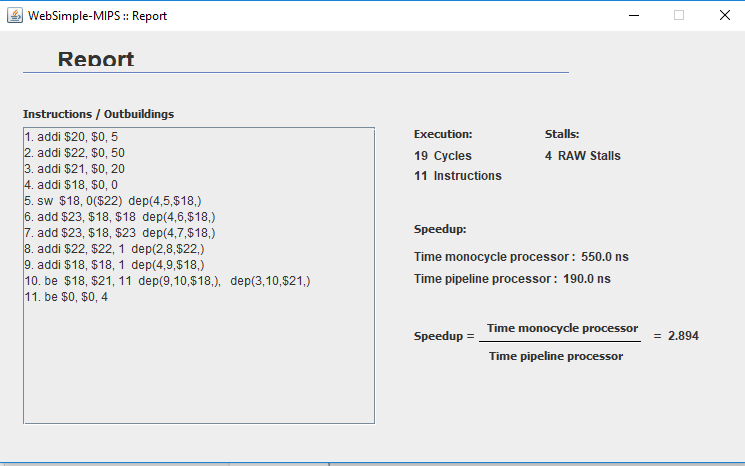 WebSimple-MIPS :: Report
Report
Instructions / Outbuildings
1. addi $20, $0, 5
2. addi $22, $0, 50
3. addi $21, $0, 20
4. addi $18, $0, 0
5. sw  $18, 0($22)  dep(4,5,$18,)
6. add $23, $18, $18  dep(4,6,$18,)
7. add $23, $18, $23  dep(4,7,$18,)
8. addi $22, $22, 1  dep(2,8,$22,)
9. addi $18, $18, 1  dep(4,9,$18,)
10. be  $18, $21, 11  dep(9,10,$18,),   dep(3,10,$21,)
11. be $0, $0, 4
Execution:
19 Cycles
11 Instructions
Stalls:
4 RAW Stalls
Speedup:
Time monocycle processor : 550.0 ns
Time pipeline processor : 190.0 ns
Speedup = Time monocycle processor = 2.894
Time pipeline processor